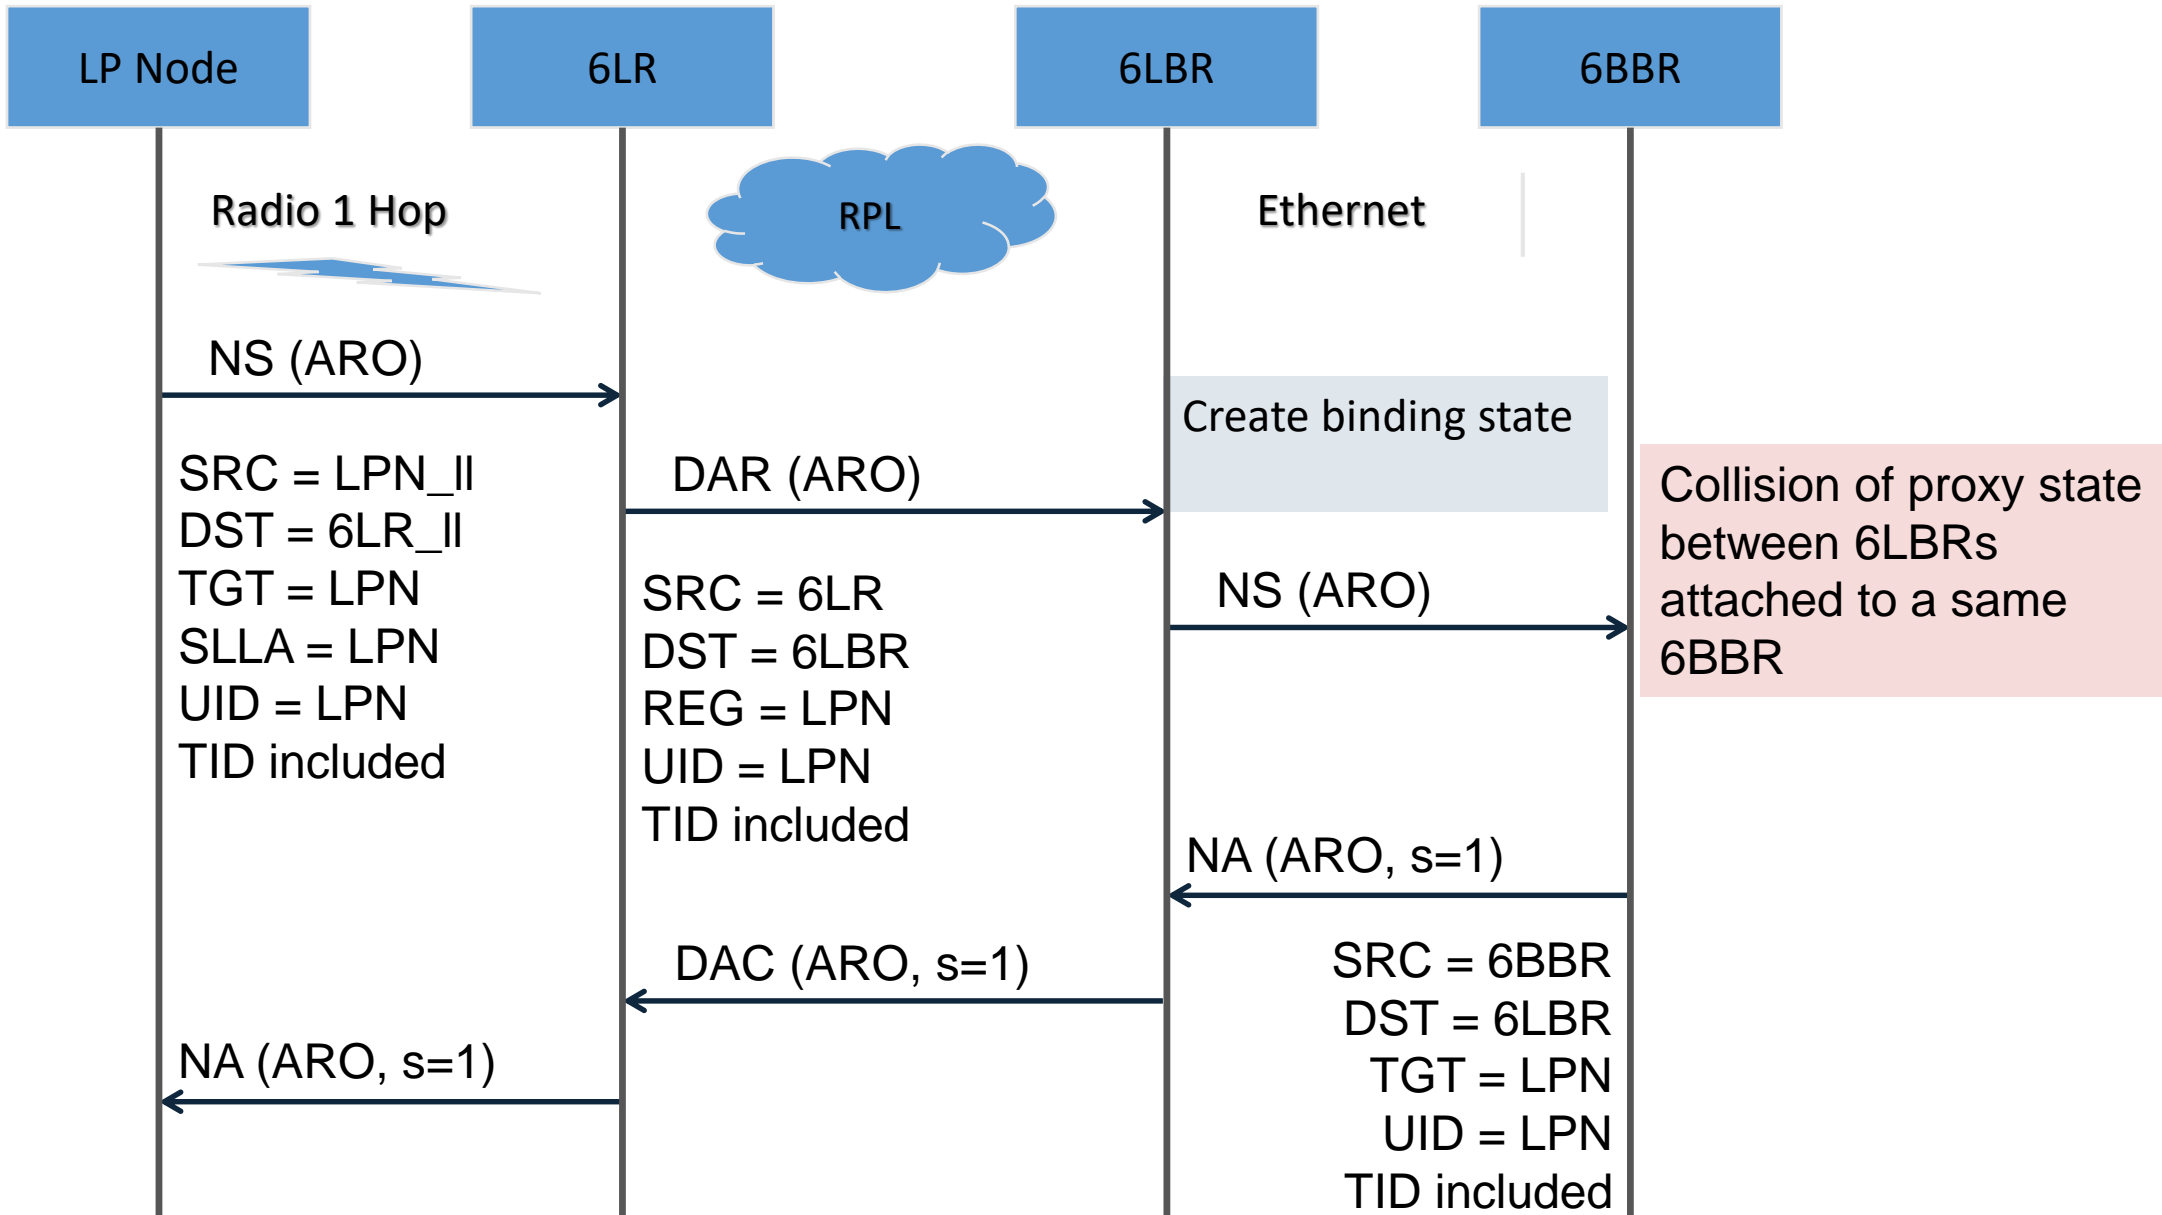 LP Node
6LR
6LBR
6BBR
Radio 1 Hop
RPL
Ethernet
NS (ARO)
SRC = LPN_ll
DST = 6LR_ll
TGT = LPN
SLLA = LPN
UID = LPN
TID included
DAR (ARO)
SRC = 6LR
DST = 6LBR
REG = LPN
UID = LPN
TID included
Create binding state
NS (ARO)
Collision of proxy state
between 6LBRs
attached to a same
6BBR
NA (ARO, s=1)
SRC = 6BBR
DST = 6LBR
TGT = LPN
UID = LPN
TID included
DAC (ARO, s=1)
NA (ARO, s=1)